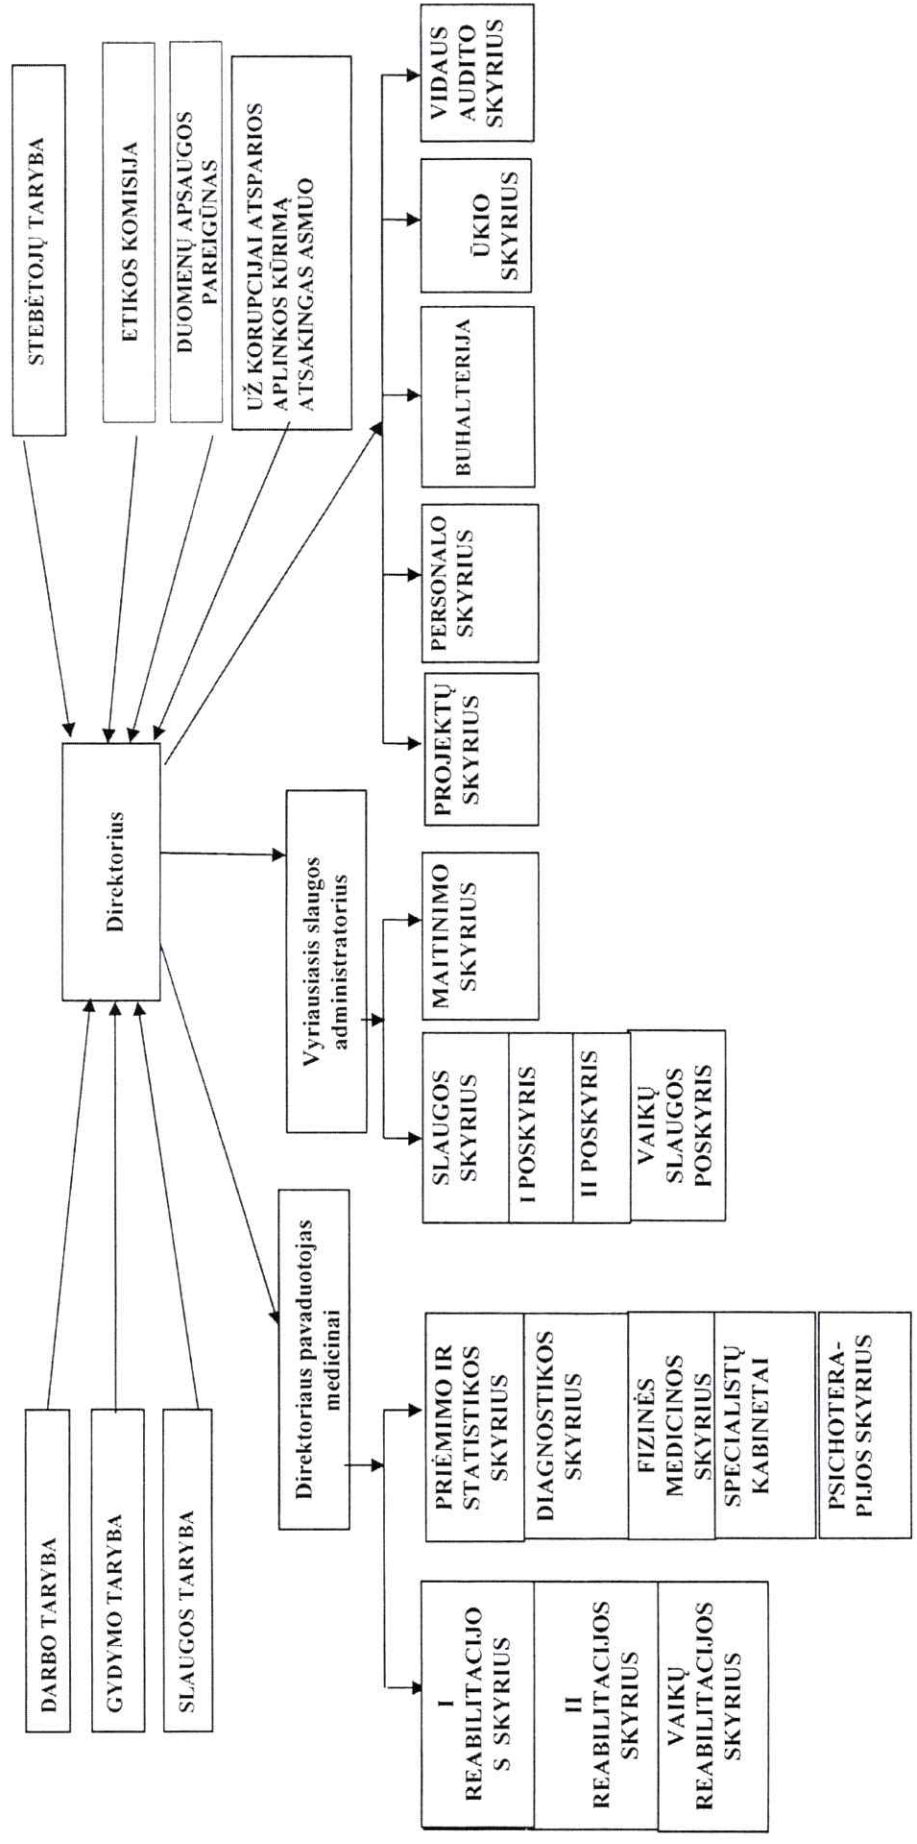 STEBĖTOJŲ TARYBA
DARBO TARYBA
GYDYMO TARYBA
SLAUGOS TARYBA
Direktorius
ETIKOS KOMISIJA
DUOMENŲ APSAUGOS
PAREIGŪNAS
UŽ KORUPCIJAI ATSPARIOS
APLINKOS KŪRIMĄ
ATSAKINGAS ASMUO
Direktoriaus pavaduotojas
medicinai
Vyriausiasis slaugos
administratorius
I
REABILITACIJO
S SKYRIUS
II
REABILITACIJOS
SKYRIUS
VAIKŲ
REABILITACIJOS
SKYRIUS
PRIĖMIMO IR
STATISTIKOS
SKYRIUS
DIAGNOSTIKOS
SKYRIUS
FIZINĖS
MEDICINOS
SKYRIUS
SPECIALISTŲ
KABINETAI
PSICHOTERA-
PIJOS SKYRIUS
SLAUGOS
SKYRIUS
I POSKYRIS
II POSKYRIS
VAIKŲ
SLAUGOS
POSKYRIS
MAITINIMO
SKYRIUS
PROJEKTŲ
SKYRIUS
PERSONALO
SKYRIUS
BUHALTERIJA
ŪKIO
SKYRIUS
VIDAUS
AUDITO
SKYRIUS